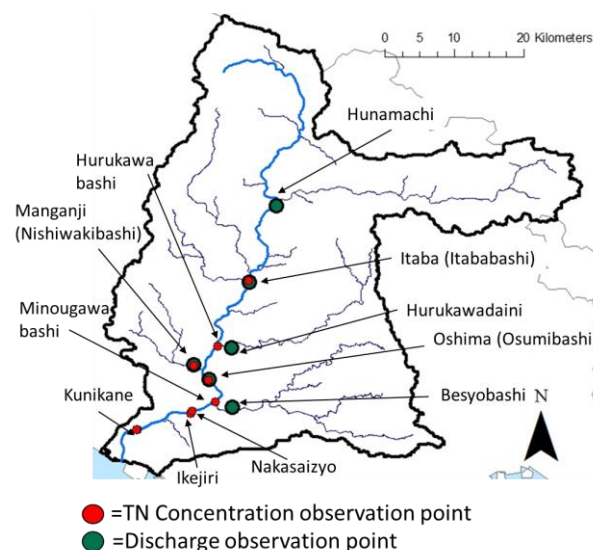 0 5 10 20 Kilometers
Hunamachi
Hurukawa
bashi
Manganji
(Nishiwakibashi)
Itaba (Itababashi)
Minougawa
bashi
Hurukawadaini
Oshima (Osumibashi)
Kunikane
Besyobashi
N
Nakasaizyo
Ikejiri
=TN Concentration observation point
=Discharge observation point